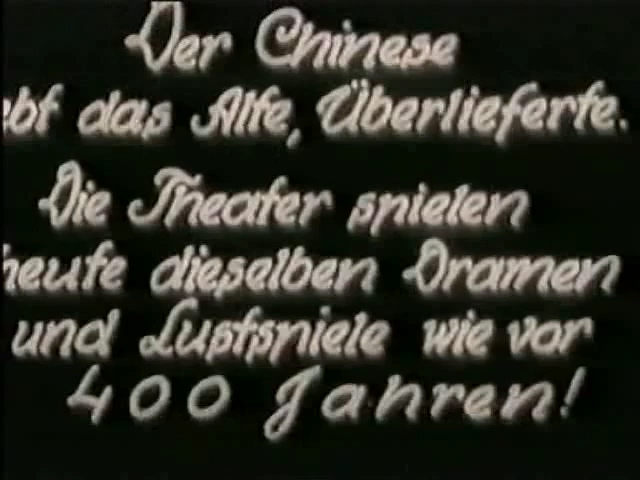 Der Chinese
ebt das Alte, Überlieferte.
Die Theater spielen
heute dieselben Dramen
und Lustspiele wie vor
400 Jahren!